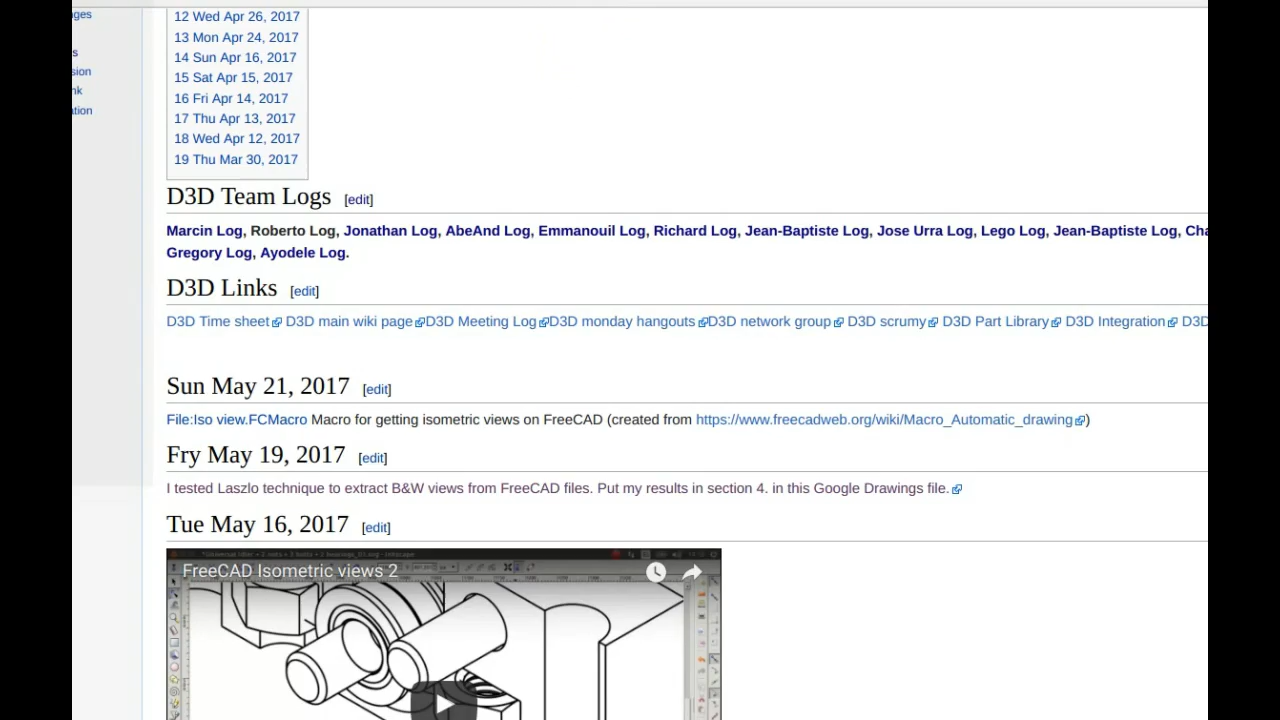 ges
12 Wed Apr 26, 2017
13 Mon Apr 24, 2017
s
14 Sun Apr 16, 2017
sion
15 Sat Apr 15, 2017
nk
16 Fri Apr 14, 2017
ation
17 Thu Apr 13, 2017
18 Wed Apr 12, 2017
19 Thu Mar 30, 2017
D3D Team Logs [edit]
Marcin Log, Roberto Log, Jonathan Log, AbeAnd Log, Emmanouil Log, Richard Log, Jean-Baptiste Log, Jose Urra Log, Lego Log, Jean-Baptiste Log, Cha
Gregory Log, Ayodele Log.
D3D Links [edit]
D3D Time sheet D3D main wiki page D3D Meeting Log D3D monday hangouts D3D network group D3D scrumy D3D Part Library D3D Integration D3D
Sun May 21, 2017 [edit]
File:Iso view.FCMacro Macro for getting isometric views on FreeCAD (created from https://www.freecadweb.org/wiki/Macro_Automatic_drawing)
Fry May 19, 2017 [edit]
I tested Laszlo technique to extract B&W views from FreeCAD files. Put my results in section 4. in this Google Drawings file.
Tue May 16, 2017 [edit]
FreeCAD Isometric views 2